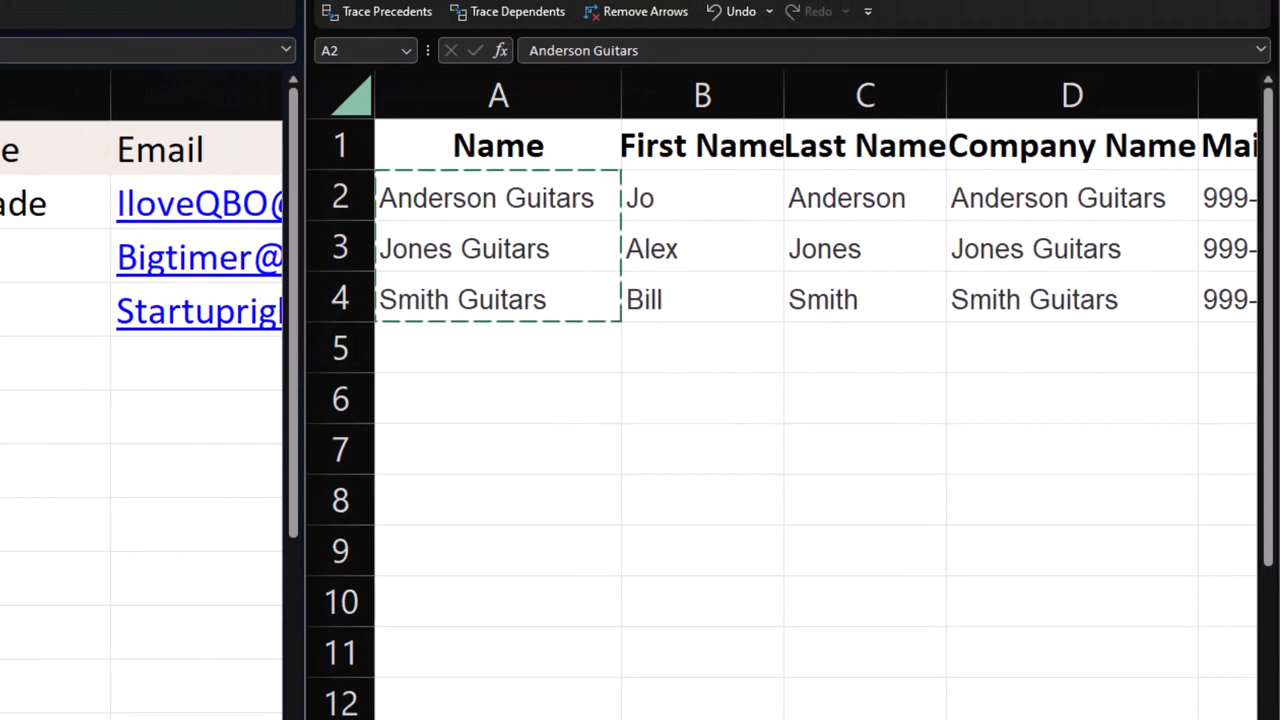 Trace Precedents Trace Dependents Remove Arrows Undo Redo
A2 fx Anderson Guitars
A B C D
Email
1 Name First Name Last Name Company Name
2 Anderson Guitars Jo Anderson Anderson Guitars 999-
3 Jones Guitars Alex Jones Jones Guitars 999-
4 Smith Guitars Bill Smith Smith Guitars 999-
IloveQBO@
Bigtimer@
5
6
7
8
9
10
11
12